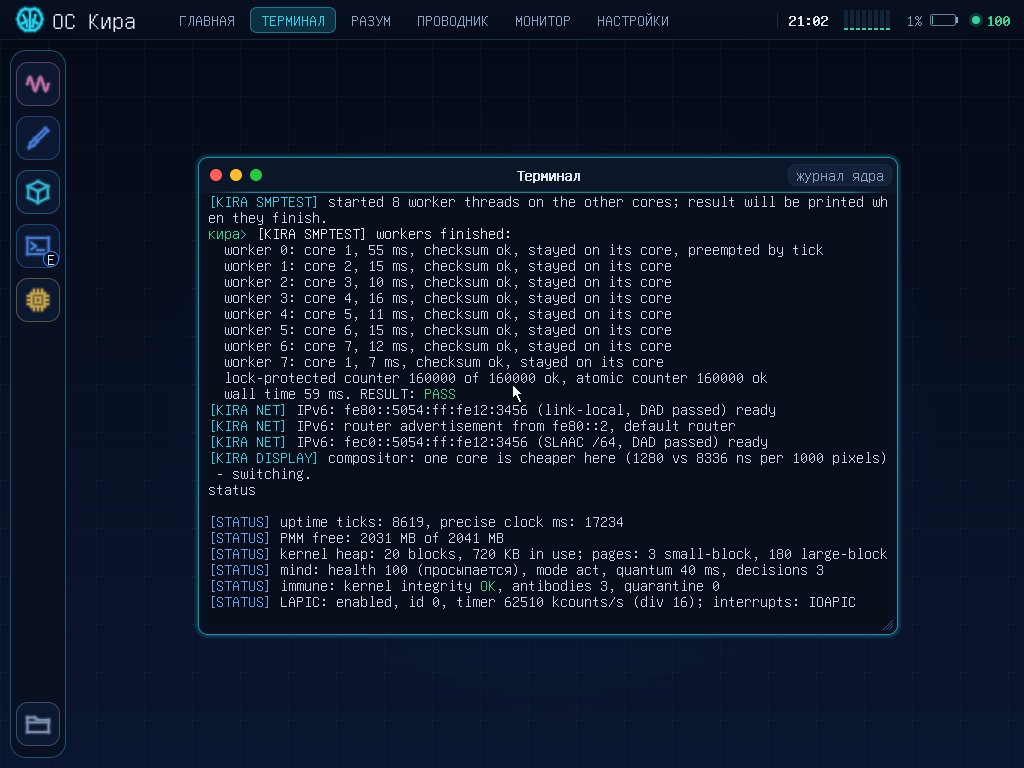 ОС Кира
ГЛАВНАЯ
ТЕРМИНАЛ
РАЗУМ
ПРОВОДНИК
МОНИТОР
НАСТРОЙКИ
21:02
1%
100
E
Терминал
журнал ядра
[KIRA SMPTEST] started 8 worker threads on the other cores; result will be printed wh
en they finish.
кира> [KIRA SMPTEST] workers finished:
worker 0: core 1, 55 ms, checksum ok, stayed on its core, preempted by tick
worker 1: core 2, 15 ms, checksum ok, stayed on its core
worker 2: core 3, 10 ms, checksum ok, stayed on its core
worker 3: core 4, 16 ms, checksum ok, stayed on its core
worker 4: core 5, 11 ms, checksum ok, stayed on its core
worker 5: core 6, 15 ms, checksum ok, stayed on its core
worker 6: core 7, 12 ms, checksum ok, stayed on its core
worker 7: core 1, 7 ms, checksum ok, stayed on its core
lock-protected counter 160000 of 160000 ok, atomic counter 160000 ok
wall time 59 ms. RESULT: PASS
[KIRA NET] IPv6: fe80::5054:ff:fe12:3456 (link-local, DAD passed) ready
[KIRA NET] IPv6: router advertisement from fe80::2, default router
[KIRA NET] IPv6: fec0::5054:ff:fe12:3456 (SLAAC /64, DAD passed) ready
[KIRA DISPLAY] compositor: one core is cheaper here (1280 vs 8336 ns per 1000 pixels)
- switching.
status
[STATUS] uptime ticks: 8619, precise clock ms: 17234
[STATUS] PMM free: 2031 MB of 2041 MB
[STATUS] kernel heap: 20 blocks, 720 KB in use; pages: 3 small-block, 180 large-block
[STATUS] mind: health 100 (просыпается), mode act, quantum 40 ms, decisions 3
[STATUS] immune: kernel integrity OK, antibodies 3, quarantine 0
[STATUS] LAPIC: enabled, id 0, timer 62510 kcounts/s (div 16); interrupts: IOAPIC